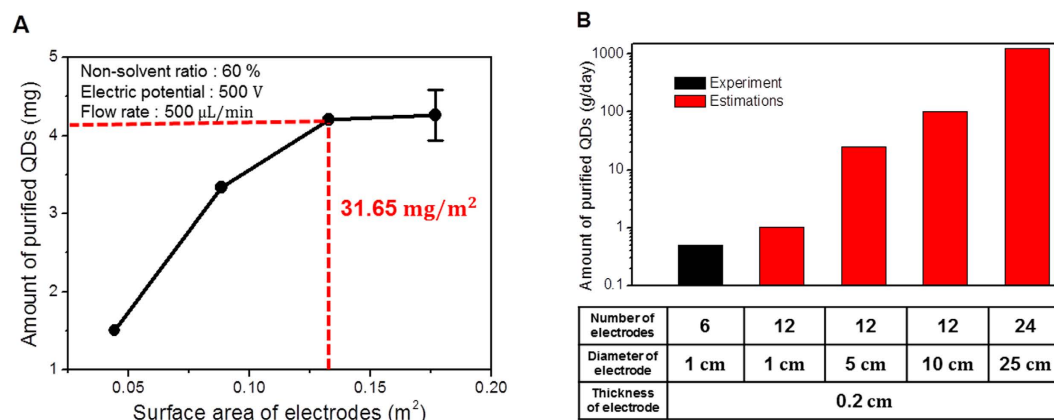 A
Non-solvent ratio : 60 %
Electric potential : 500 V
Flow rate : 500 μL/min
31.65 mg/m²
Amount of purified QDs (mg)
5
4
3
2
1
0.05 0.10 0.15 0.20
Surface area of electrodes (m²)
B
Amount of purified QDs (g/day)
1000
100
10
1
0.1
Experiment
Estimations
Number of electrodes 6 12 12 12 24
Diameter of electrode 1 cm 1 cm 5 cm 10 cm 25 cm
Thickness of electrode 0.2 cm